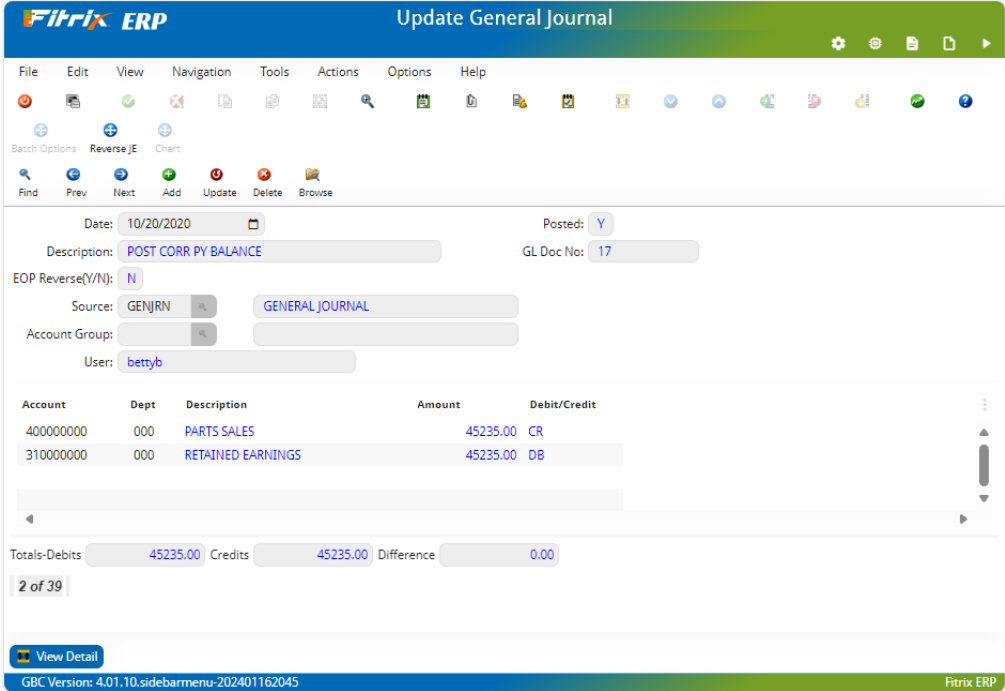 Fitrix ERP
Update General Journal
File Edit View Navigation Tools Actions Options Help
Batch Options Reverse JE Chart
Find Prev Next Add Update Delete Browse
Date: 10/20/2020 Posted: Y
Description: POST CORR PY BALANCE GL Doc No: 17
EOP Reverse(Y/N): N
Source: GENJRN GENERAL JOURNAL
Account Group:
User: bettyb
Account Dept Description Amount Debit/Credit
400000000 000 PARTS SALES 45235.00 CR
310000000 000 RETAINED EARNINGS 45235.00 DB
Totals-Debits 45235.00 Credits 45235.00 Difference 0.00
2 of 39
View Detail
GBC Version: 4.01.10.sidebarmenu-202401162045 Fitrix ERP